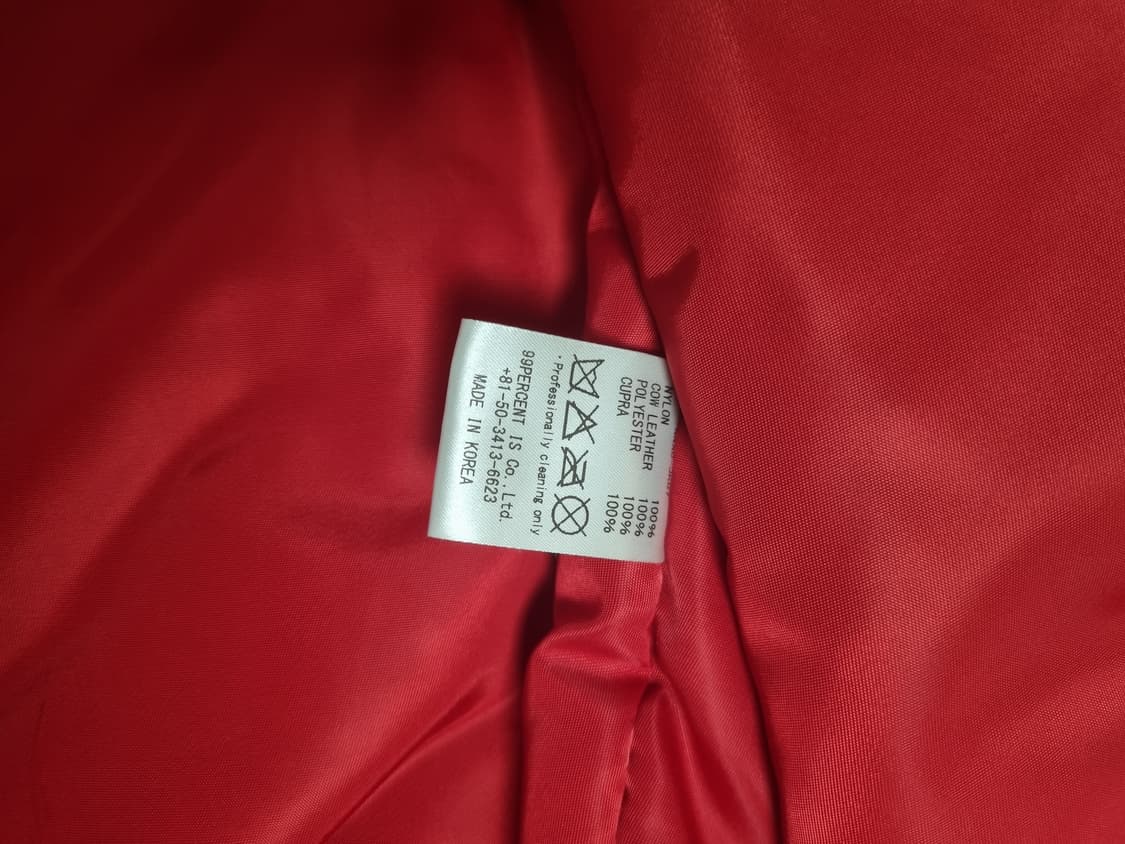 NYLON 100%
COW LEATHER 100%
POLYESTER 100%
CUPRA 100%
·Professionally cleaning only
99PERCENT IS Co.,Ltd.
+81-50-3413-6623
MADE IN KOREA